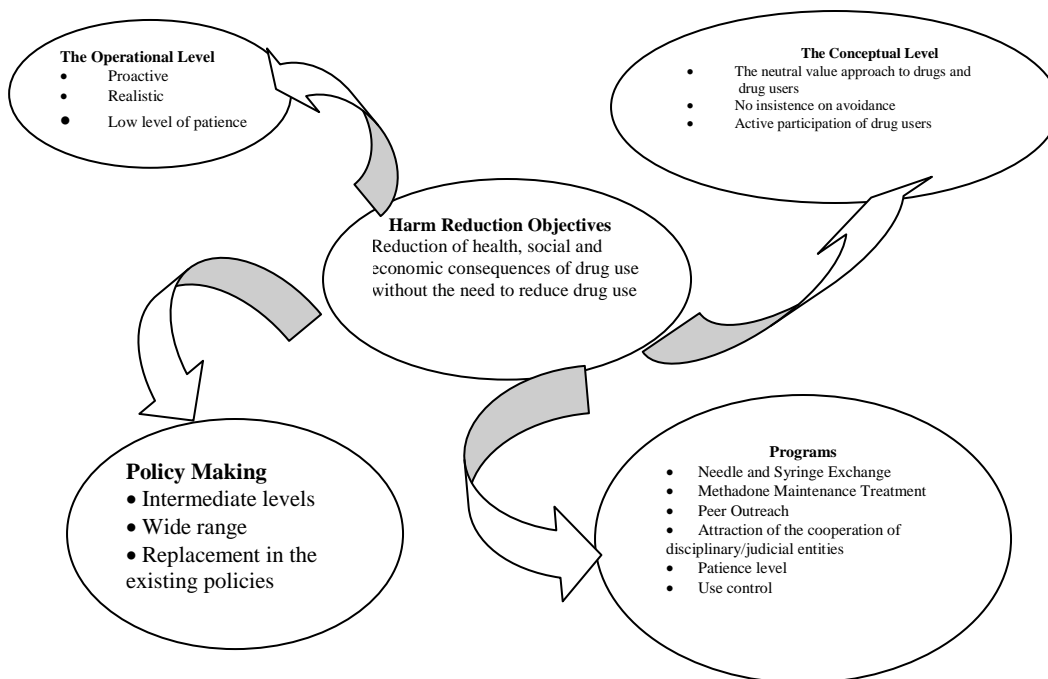 The Operational Level
• Proactive
• Realistic
• Low level of patience
The Conceptual Level
• The neutral value approach to drugs and
drug users
• No insistence on avoidance
• Active participation of drug users
Harm Reduction Objectives
Reduction of health, social and
economic consequences of drug use
without the need to reduce drug use
Policy Making
• Intermediate levels
• Wide range
• Replacement in the
existing policies
Programs
• Needle and Syringe Exchange
• Methadone Maintenance Treatment
• Peer Outreach
• Attraction of the cooperation of
disciplinary/judicial entities
• Patience level
• Use control